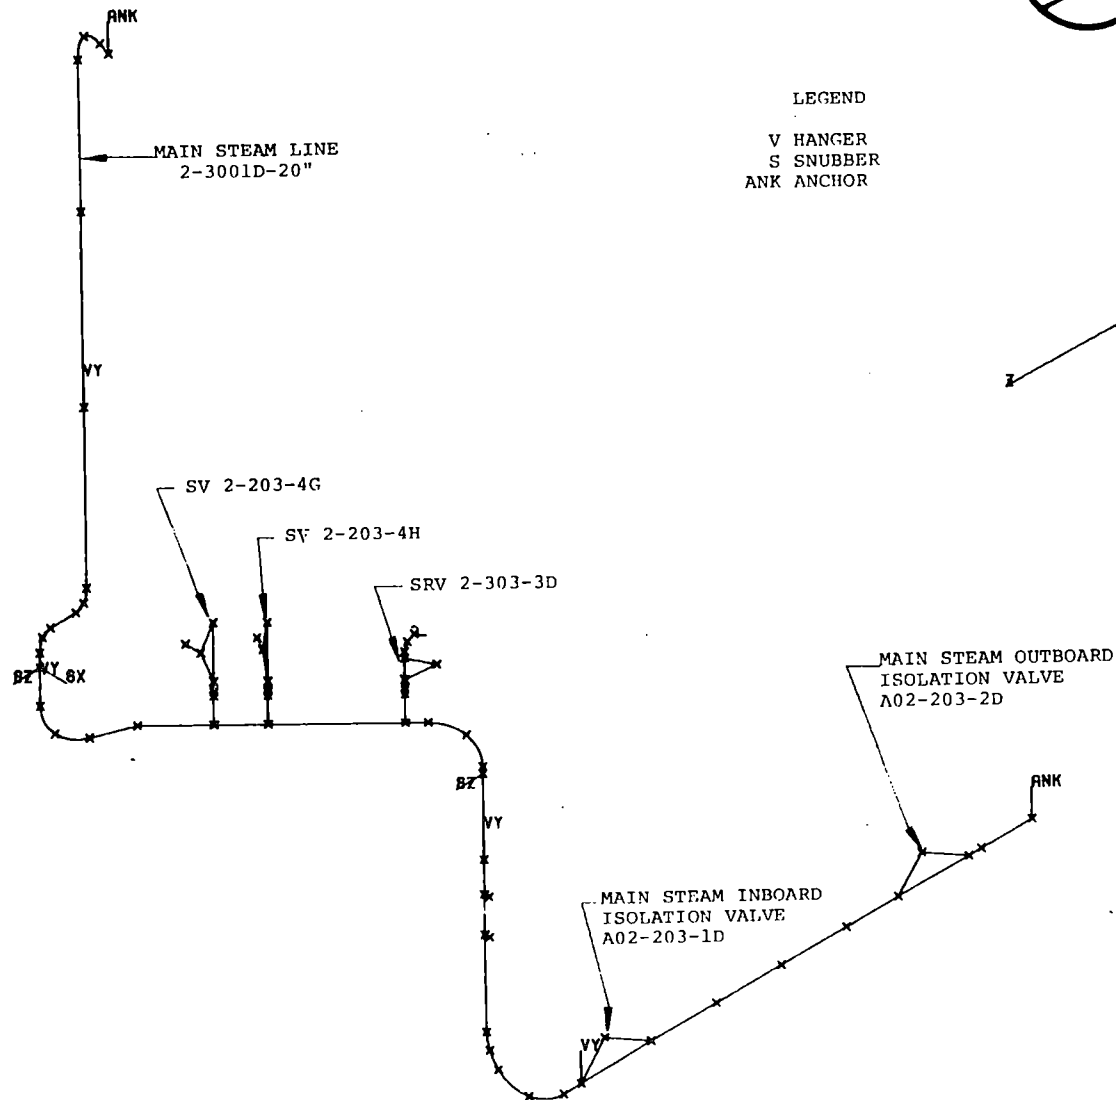 ANK
LEGEND
V HANGER
S SNUBBER
ANK ANCHOR
MAIN STEAM LINE
2-3001D-20"
VY
Z
SV 2-203-4G
SV 2-203-4H
SRV 2-303-3D
VY
SZ
SX
MAIN STEAM OUTBOARD
ISOLATION VALVE
A02-203-2D
SZ
ANK
VY
MAIN STEAM INBOARD
ISOLATION VALVE
A02-203-1D
VY